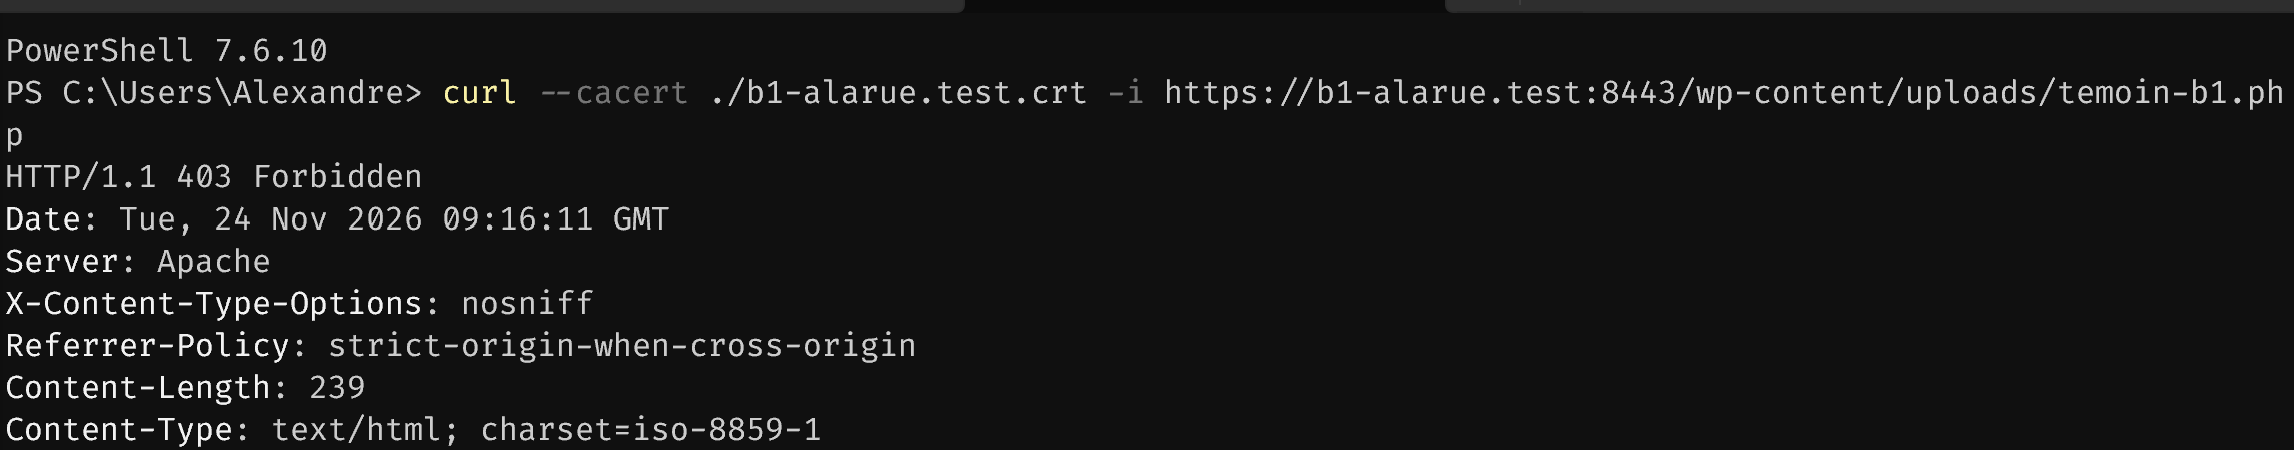 PowerShell 7.6.10
PS C:\Users\Alexandre> curl --cacert ./b1-alarue.test.crt -i https://b1-alarue.test:8443/wp-content/uploads/temoin-b1.ph
p
HTTP/1.1 403 Forbidden
Date: Tue, 24 Nov 2026 09:16:11 GMT
Server: Apache
X-Content-Type-Options: nosniff
Referrer-Policy: strict-origin-when-cross-origin
Content-Length: 239
Content-Type: text/html; charset=iso-8859-1